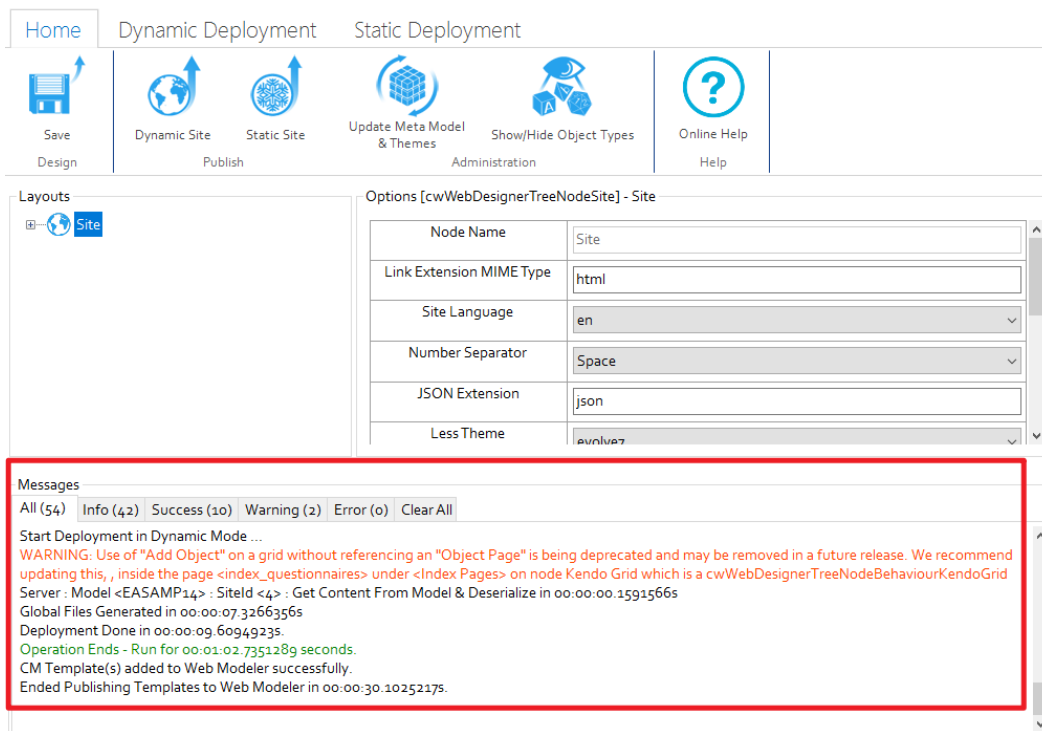 Home Dynamic Deployment Static Deployment
Save Dynamic Site Static Site Update Meta Model & Themes Show/Hide Object Types Online Help
Design Publish Administration Help
Layouts
Site
Options [cwWebDesignerTreeNodeSite] - Site
Node Name Site
Link Extension MIME Type html
Site Language en
Number Separator Space
JSON Extension json
Less Theme evolve7
Messages
All (54) Info (42) Success (10) Warning (2) Error (0) Clear All
Start Deployment in Dynamic Mode ...
WARNING: Use of "Add Object" on a grid without referencing an "Object Page" is being deprecated and may be removed in a future release. We recommend
updating this, , inside the page <index_questionnaires> under <Index Pages> on node Kendo Grid which is a cwWebDesignerTreeNodeBehaviourKendoGrid
Server : Model <EASAMP14> : SiteId <4> : Get Content From Model & Deserialize in 00:00:00.1591566s
Global Files Generated in 00:00:07.3266356s
Deployment Done in 00:00:09.6094923s.
Operation Ends - Run for 00:01:02.7351289 seconds.
CM Template(s) added to Web Modeler successfully.
Ended Publishing Templates to Web Modeler in 00:00:30.1025217s.